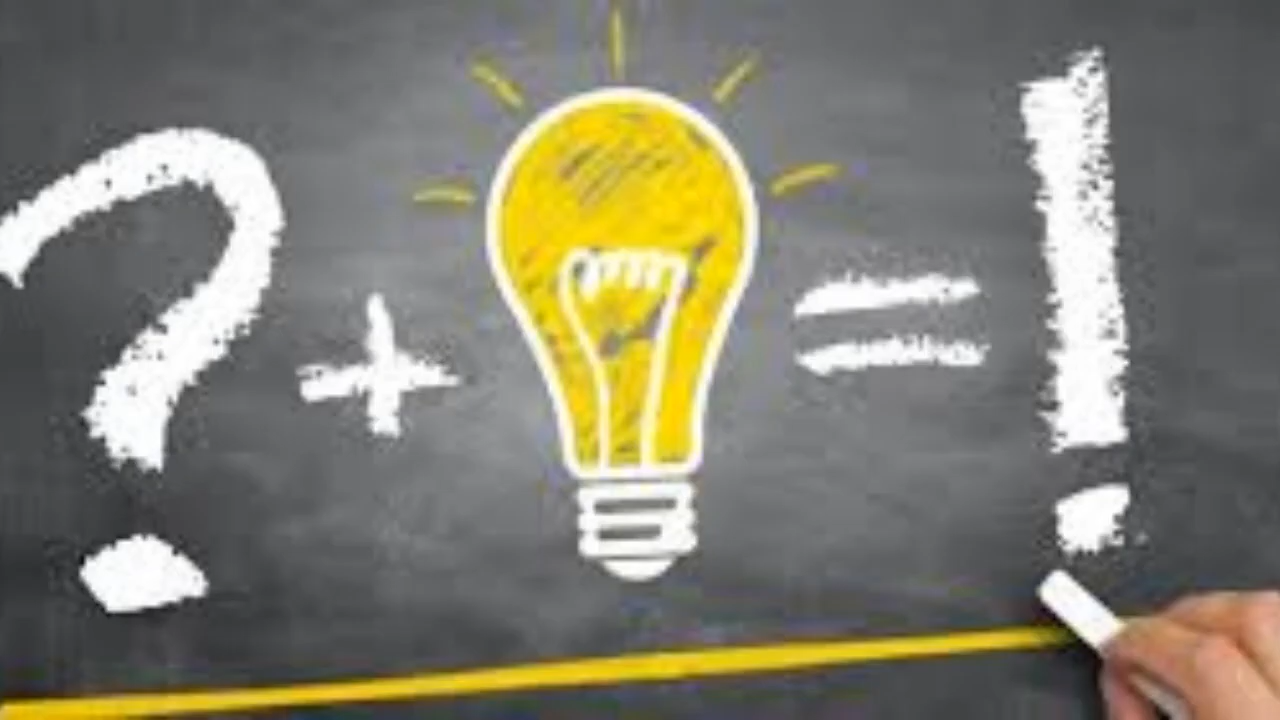 ? + = !